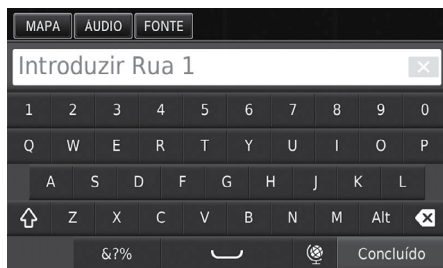 MAPA ÁUDIO FONTE
Introduzir Rua 1
1 2 3 4 5 6 7 8 9 0
Q W E R T Y U I O P
A S D F G H J K L
Z X C V B N M Alt
&?% Concluído